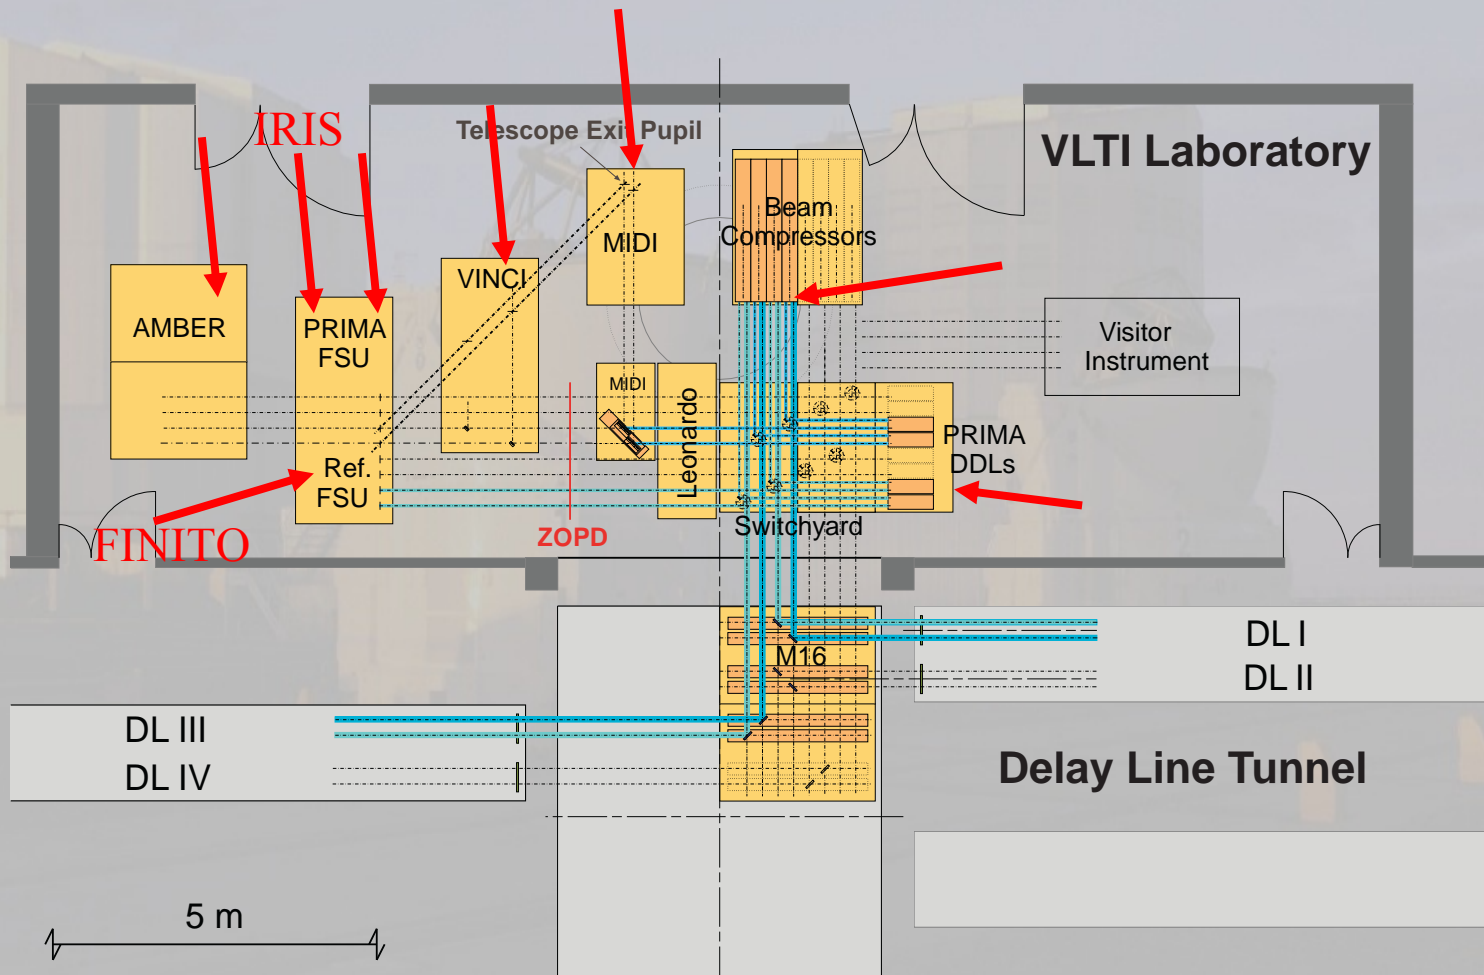 IRIS
Telescope Exit Pupil
VLTI Laboratory
Beam
Compressors
MIDI
VINCI
AMBER
PRIMA
FSU
Visitor
Instrument
MIDI
Leonardo
PRIMA
DDLs
Ref.
FSU
Switchyard
FINITO
ZOPD
DL I
M16
DL II
DL III
DL IV
Delay Line Tunnel
5 m